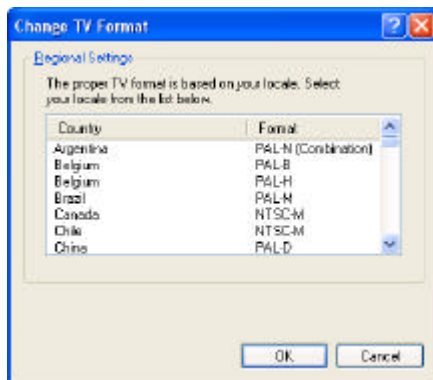 Change TV Format
Regional Settings
The proper TV format is based on your locale. Select
your locale from the list below.
Country Format
Argentina PAL-N (Combination)
Belgium PAL-B
Belgium PAL-H
Brazil PAL-M
Canada NTSC-M
Chile NTSC-M
China PAL-D
OK Cancel